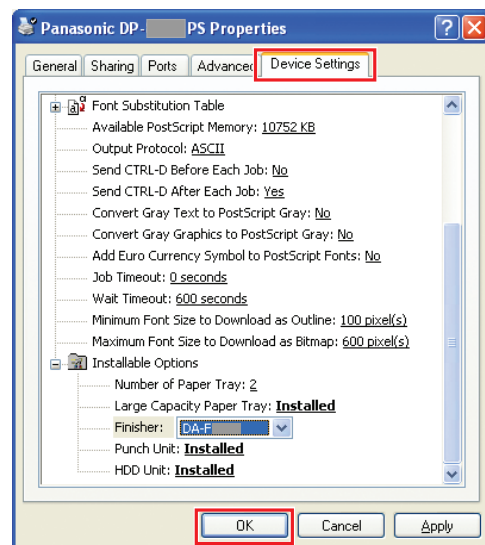 Panasonic DP- PS Properties
General Sharing Ports Advanced Device Settings
Font Substitution Table
Available PostScript Memory: 10752 KB
Output Protocol: ASCII
Send CTRL-D Before Each Job: No
Send CTRL-D After Each Job: Yes
Convert Gray Text to PostScript Gray: No
Convert Gray Graphics to PostScript Gray: No
Add Euro Currency Symbol to PostScript Fonts: No
Job Timeout: 0 seconds
Wait Timeout: 600 seconds
Minimum Font Size to Download as Outline: 100 pixel(s)
Maximum Font Size to Download as Bitmap: 600 pixel(s)
Installable Options
Number of Paper Tray: 2
Large Capacity Paper Tray: Installed
Finisher: DA-F
Punch Unit: Installed
HDD Unit: Installed
OK Cancel Apply